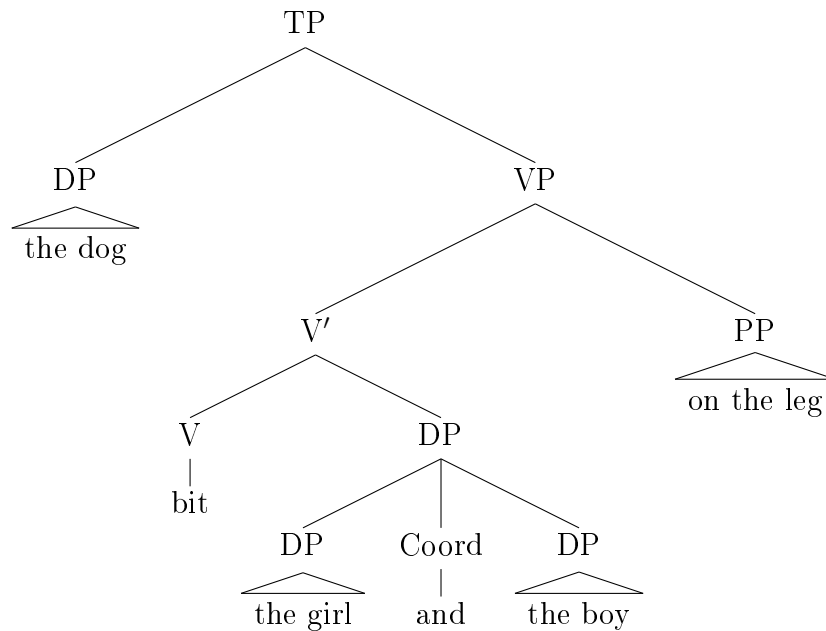 TP
DP VP
the dog
V′ PP
on the leg
V DP
bit
DP Coord DP
the girl and the boy